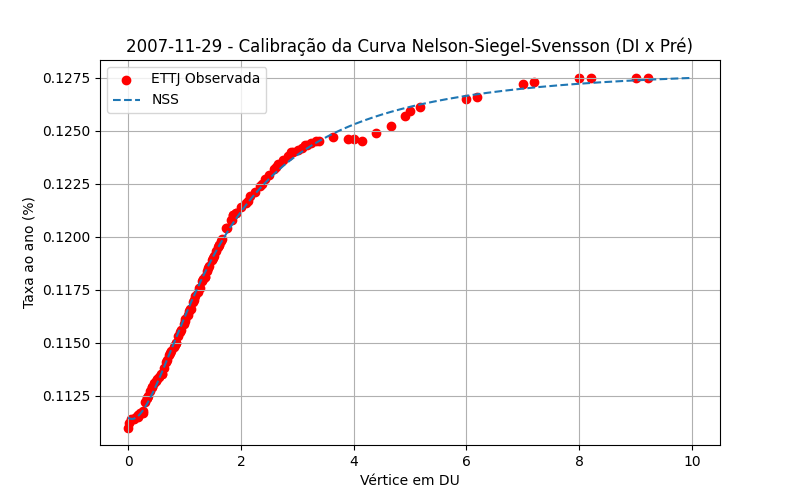 2007-11-29 - Calibração da Curva Nelson-Siegel-Svensson (DI x Pré)
ETTJ Observada
NSS
Taxa ao ano (%)
0.1275
0.1250
0.1225
0.1200
0.1175
0.1150
0.1125
0 2 4 6 8 10
Vértice em DU